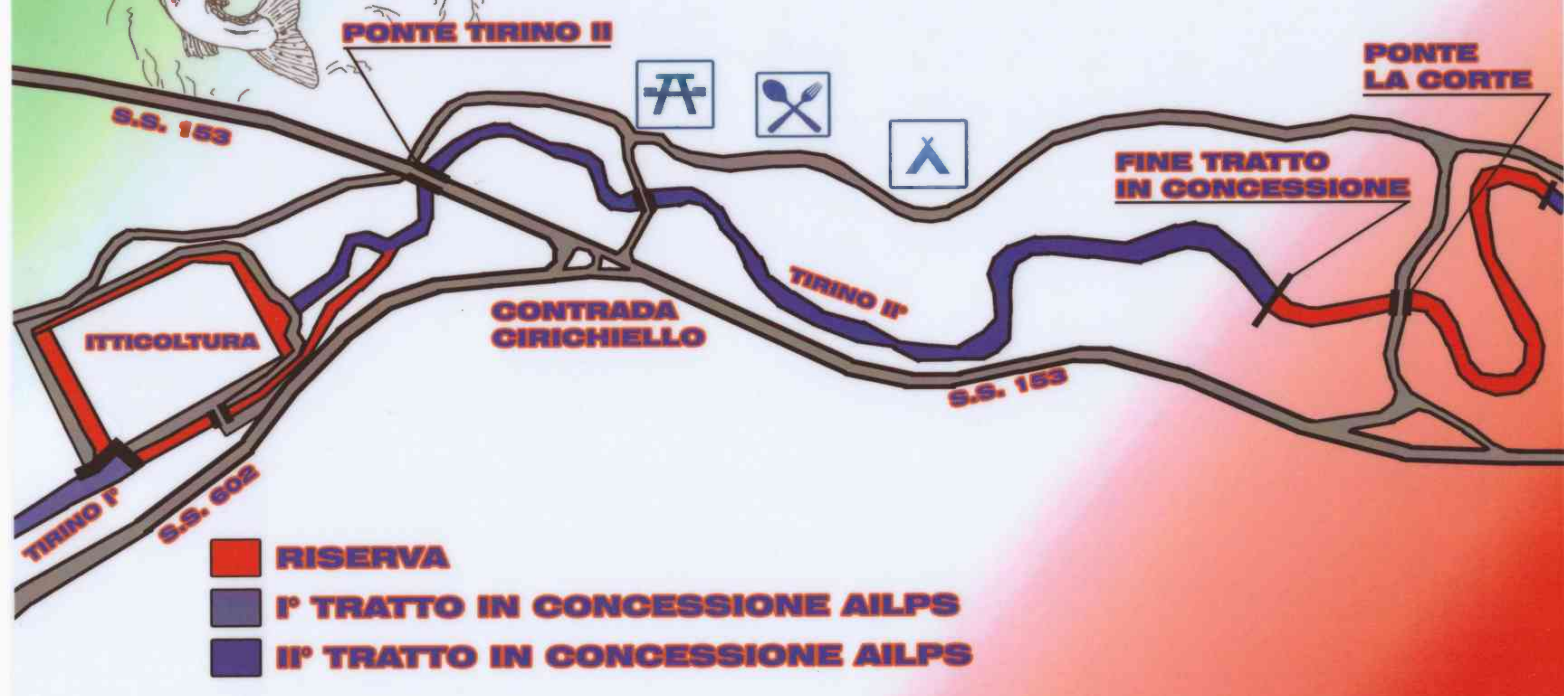 PONTE TIRINO II
PONTE
LA CORTE
S.S. 153
FINE TRATTO
IN CONCESSIONE
TIRINO II°
CONTRADA
CIRICHIELLO
ITTICOLTURA
S.S. 153
TIRINO I°
S.S. 602
RISERVA
I° TRATTO IN CONCESSIONE AILPS
II° TRATTO IN CONCESSIONE AILPS